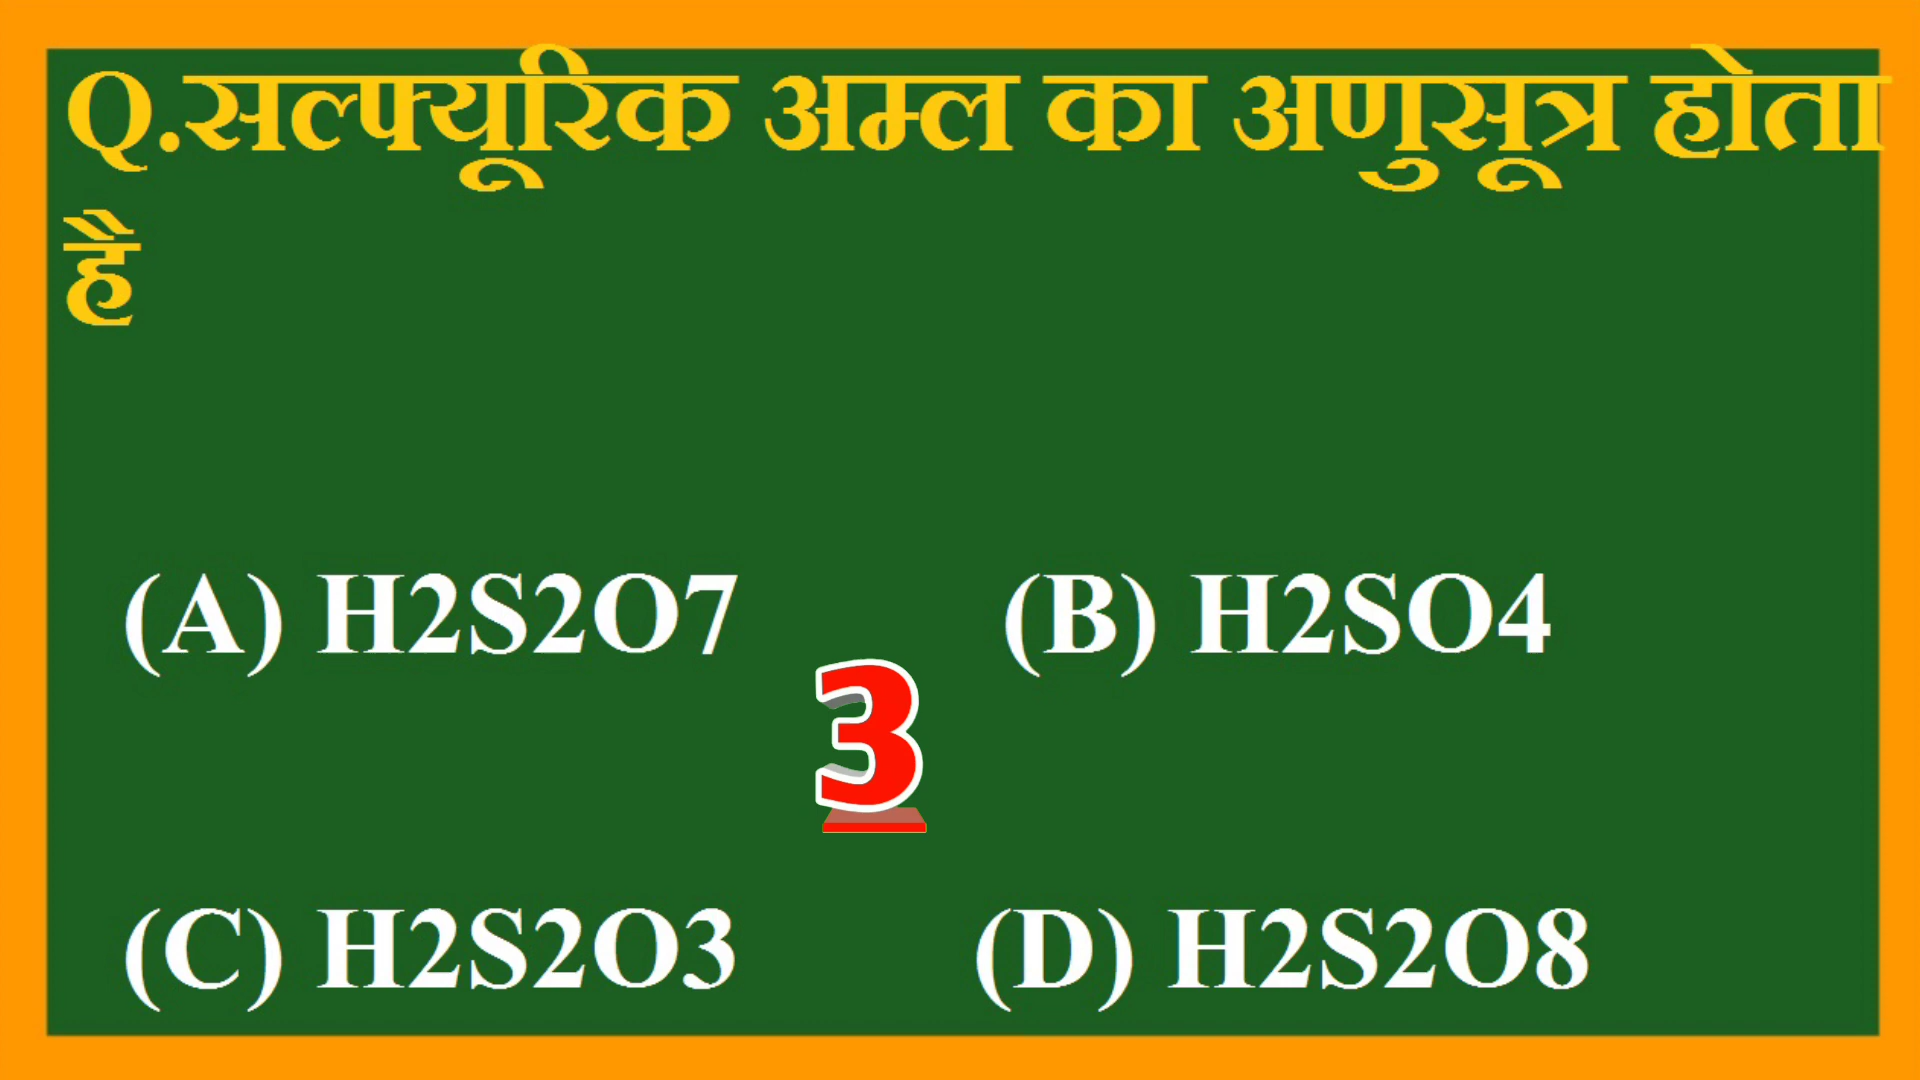 Q.सल्फ्यूरिक अम्ल का अणुसूत्र होता
है
(A) H2S2O7 (B) H2SO4
3
(C) H2S2O3 (D) H2S2O8